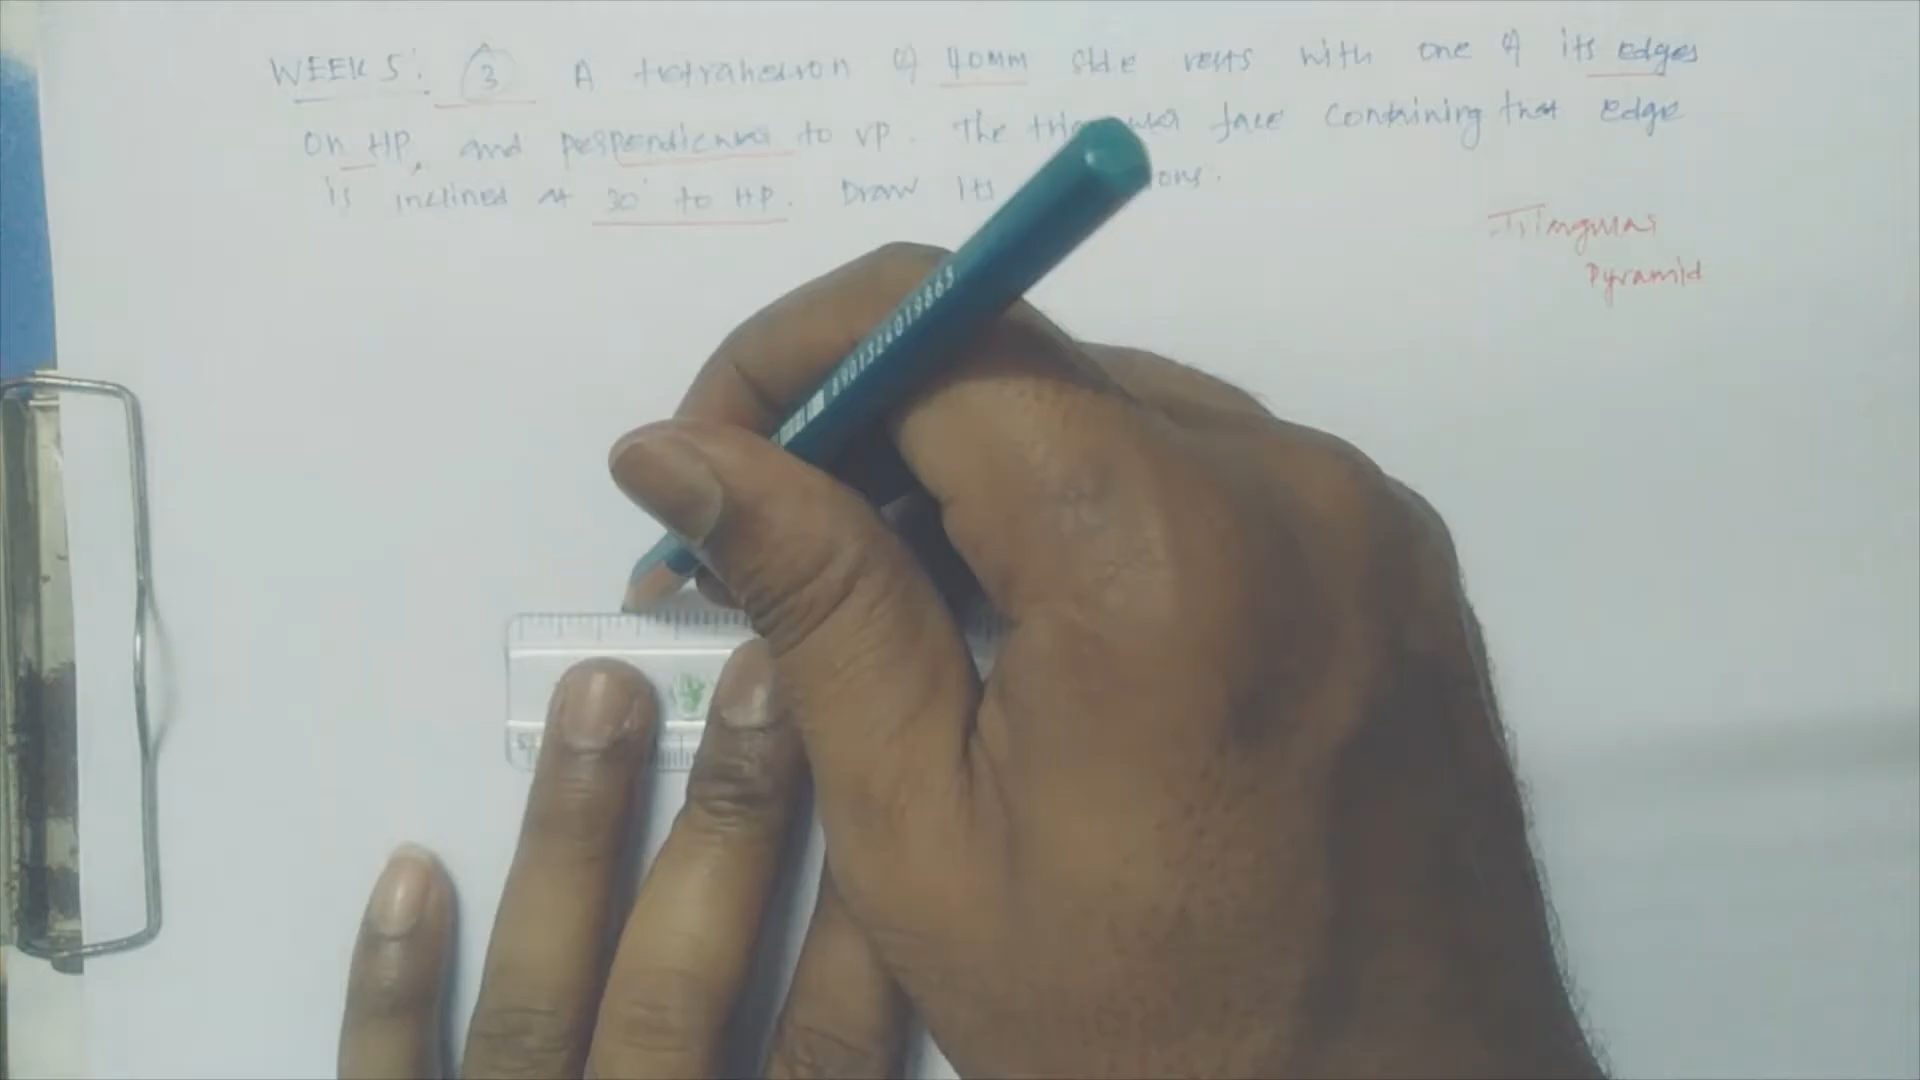 WEEK 5: 3 A tetrahedron of 40mm side rests with one of its edges
on HP, and perpendicular to VP. The face containing that edge
is inclined at 30° to HP. Draw its
Triangular
Pyramid
8901324019865